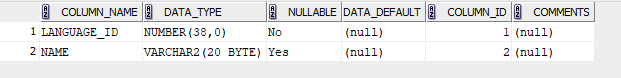 COLUMN_NAME DATA_TYPE NULLABLE DATA_DEFAULT COLUMN_ID COMMENTS
1 LANGUAGE_ID NUMBER(38,0) No (null) 1 (null)
2 NAME VARCHAR2(20 BYTE) Yes (null) 2 (null)